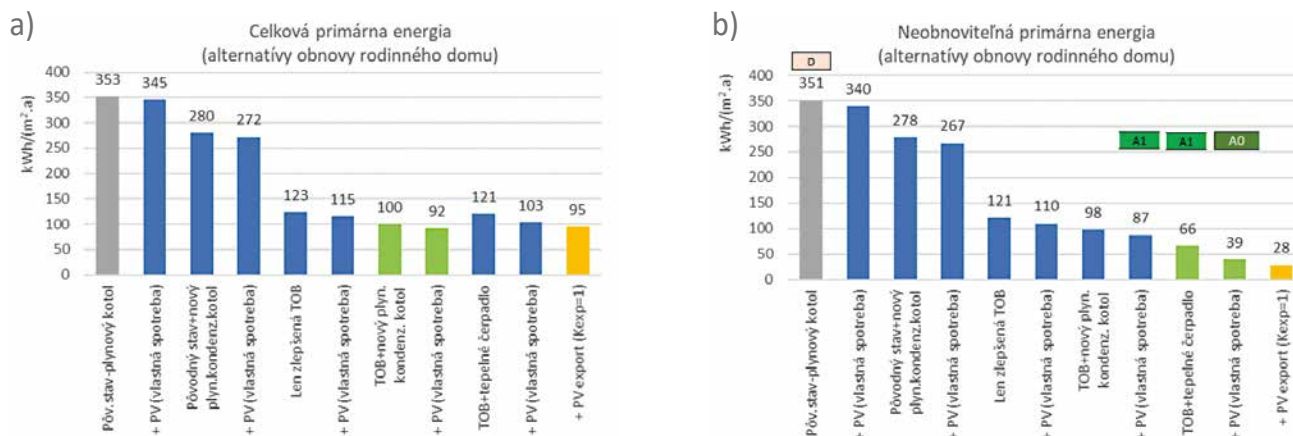 a)
Celková primárna energia
(alternatívy obnovy rodinného domu)
kWh/(m².a)
400
350
300
250
200
150
100
50
0
353
345
280
272
123
115
100
92
121
103
95
Pôv.stav-plynový kotol
+ PV (vlastná spotreba)
Pôvodný stav+nový
plyn.kondenz.kotol
+ PV (vlastná spotreba)
Len zlepšená TOB
+ PV (vlastná spotreba)
TOB+nový plyn.
kondenz. kotol
+ PV (vlastná spotreba)
TOB+tepelné čerpadlo
+ PV (vlastná spotreba)
+ PV export (Kexp=1)
b)
Neobnoviteľná primárna energia
(alternatívy obnovy rodinného domu)
kWh/(m².a)
400
350
300
250
200
150
100
50
0
D
351
340
278
267
121
110
98
87
66
39
28
A1
A1
A0
Pôv.stav-plynový kotol
+ PV (vlastná spotreba)
Pôvodný stav+nový
plyn.kondenz.kotol
+ PV (vlastná spotreba)
Len zlepšená TOB
+ PV (vlastná spotreba)
TOB+nový plyn.
kondenz. kotol
+ PV (vlastná spotreba)
TOB+tepelné čerpadlo
+ PV (vlastná spotreba)
+ PV export (Kexp=1)